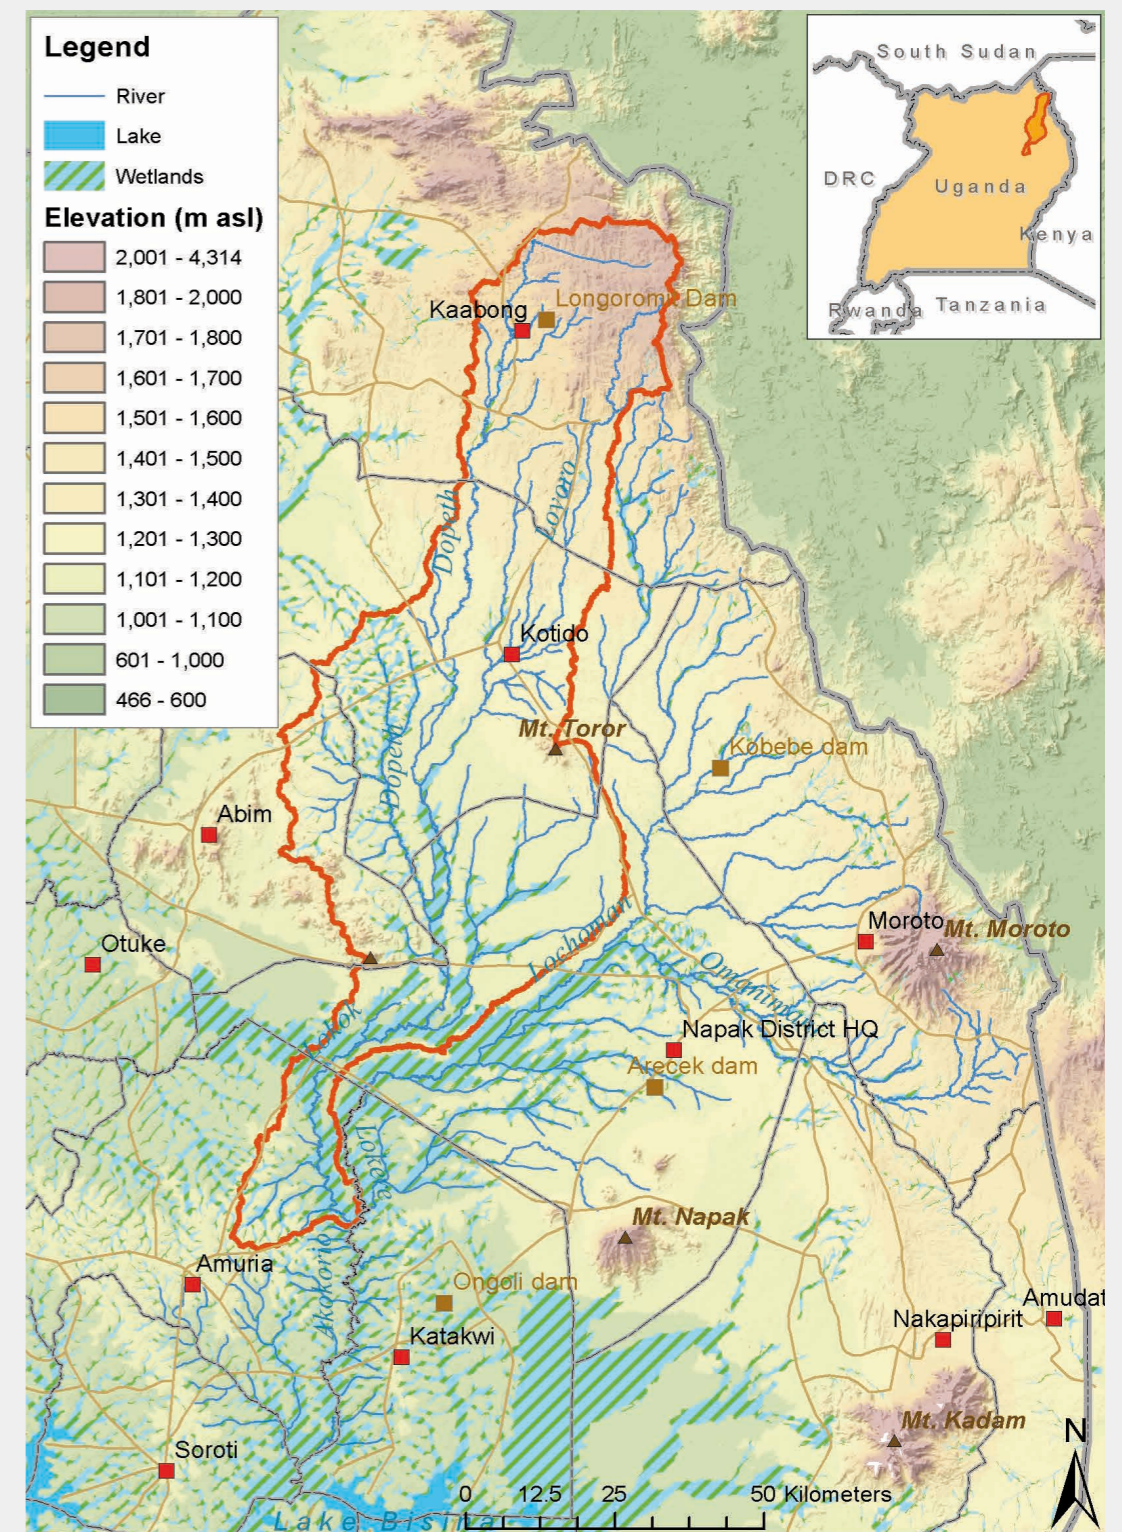 Legend
River
Lake
Wetlands
Elevation (m asl)
2,001 - 4,314
1,801 - 2,000
1,701 - 1,800
1,601 - 1,700
1,501 - 1,600
1,401 - 1,500
1,301 - 1,400
1,201 - 1,300
1,101 - 1,200
1,001 - 1,100
601 - 1,000
466 - 600
South Sudan
DRC
Uganda
Kenya
Rwanda
Tanzania
Kaabong
Dopeth
Loyoro
Kotido
Mt. Toror
Kobebe dam
Dopeth
Abim
Moroto
Mt. Moroto
Lochoman
Otuke
Omaniman
Napak District HQ
Arecek dam
Mt. Napak
Amuria
Akokorio
Ongoli dam
Katakwi
Nakapiripirit
Amudat
Mt. Kadam
N
Soroti
0 12.5 25 50 Kilometers
Lake Bisina